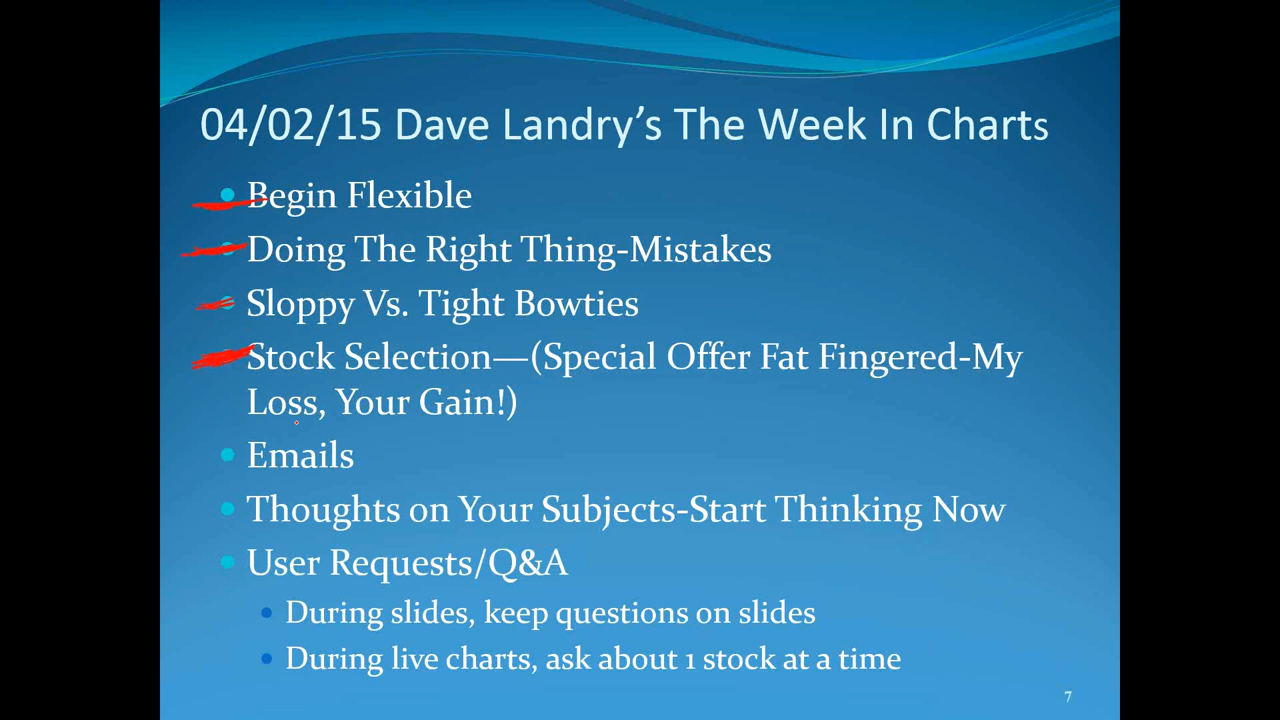 04/02/15 Dave Landry’s The Week In Charts
Begin Flexible
Doing The Right Thing-Mistakes
Sloppy Vs. Tight Bowties
Stock Selection—(Special Offer Fat Fingered-My
Loss, Your Gain!)
Emails
Thoughts on Your Subjects-Start Thinking Now
User Requests/Q&A
During slides, keep questions on slides
During live charts, ask about 1 stock at a time
7